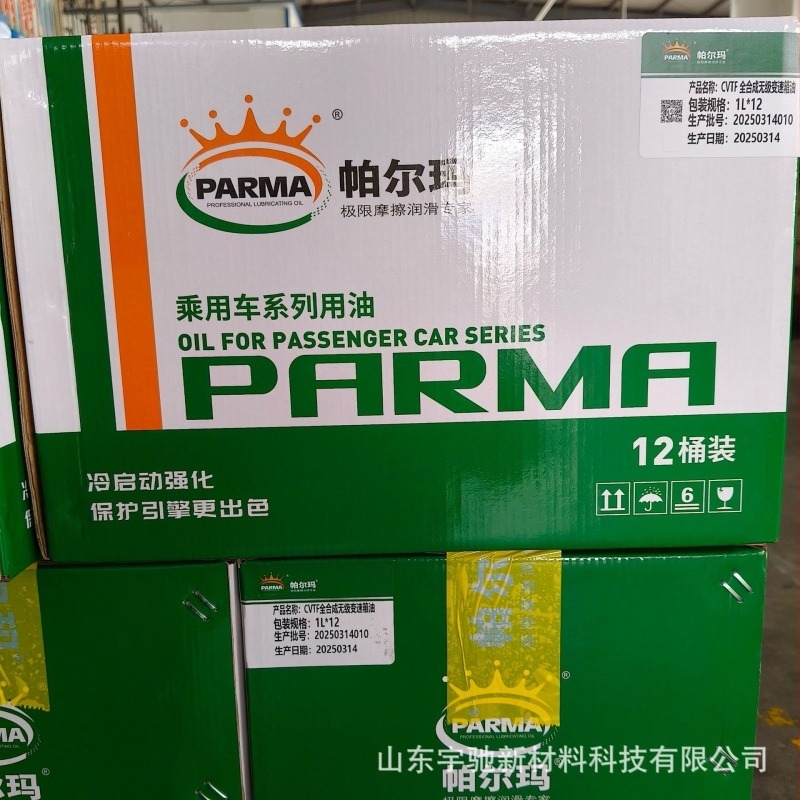 PARMA
帕尔玛
产品名称：CVTF 全合成无级变速箱油
包装规格：1L*12
生产批号：20250314010
生产日期：20250314
®
PARMA
PROFESSIONAL LUBRICATING OIL
帕尔玛
极限摩擦润滑专家
乘用车系列用油
OIL FOR PASSENGER CAR SERIES
PARMA
12桶装
冷启动强化
保护引擎更出色
6
PARMA
帕尔玛
产品名称：CVTF全合成无级变速箱油
包装规格：1L*12
生产批号：20250314010
生产日期：20250314
®
PARMA
PROFESSIONAL LUBRICATING OIL
帕尔玛
PARMA
山东宇驰新材料科技有限公司